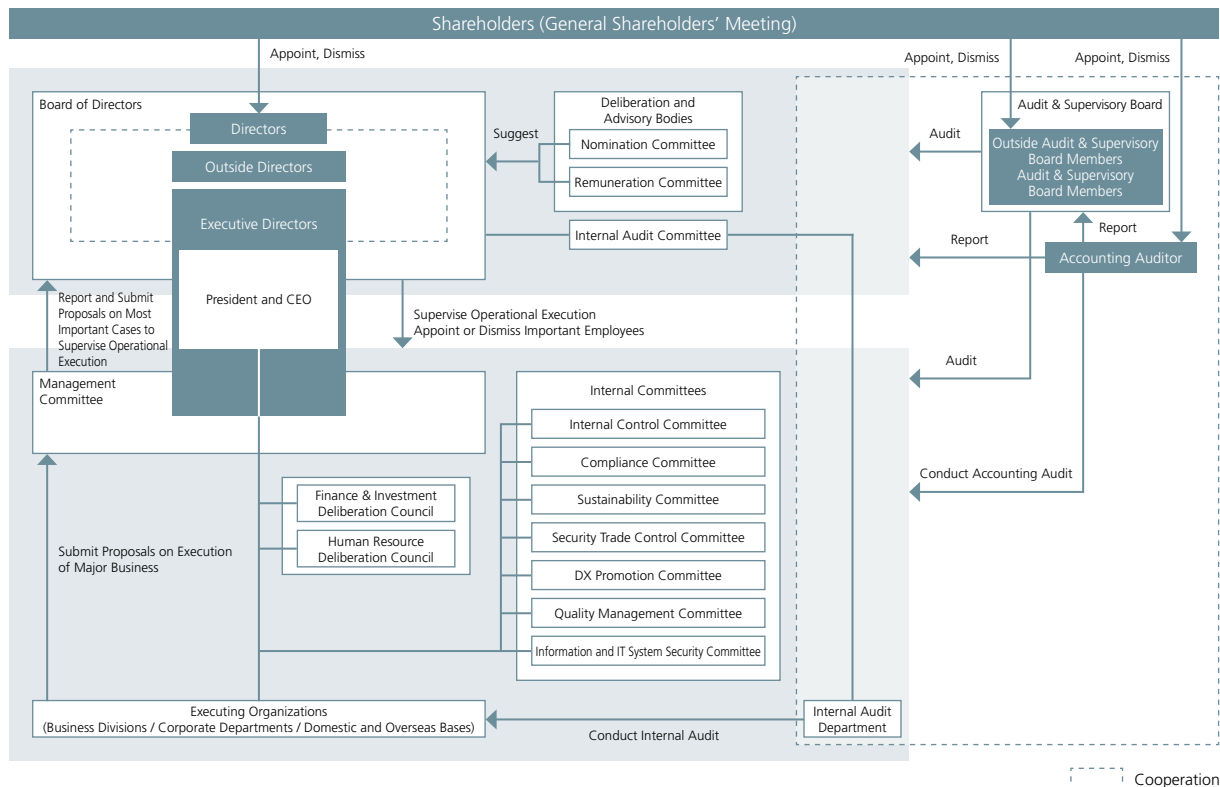 Shareholders (General Shareholders’ Meeting)
Appoint, Dismiss
Appoint, Dismiss
Appoint, Dismiss
Board of Directors
Directors
Outside Directors
Executive Directors
President and CEO
Suggest
Deliberation and
Advisory Bodies
Nomination Committee
Remuneration Committee
Internal Audit Committee
Audit
Audit & Supervisory Board
Outside Audit & Supervisory
Board Members
Audit & Supervisory
Board Members
Report
Report
Accounting Auditor
Report and Submit
Proposals on Most
Important Cases to
Supervise Operational
Execution
Supervise Operational Execution
Appoint or Dismiss Important Employees
Management
Committee
Audit
Internal Committees
Internal Control Committee
Compliance Committee
Sustainability Committee
Security Trade Control Committee
DX Promotion Committee
Quality Management Committee
Information and IT System Security Committee
Conduct Accounting Audit
Finance & Investment
Deliberation Council
Human Resource
Deliberation Council
Submit Proposals on Execution
of Major Business
Executing Organizations
(Business Divisions / Corporate Departments / Domestic and Overseas Bases)
Conduct Internal Audit
Internal Audit
Department
Cooperation